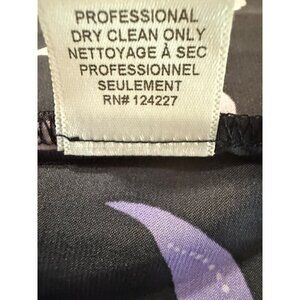 PROFESSIONAL
DRY CLEAN ONLY
NETTOYAGE À SEC
PROFESSIONNEL
SEULEMENT
RN# 124227